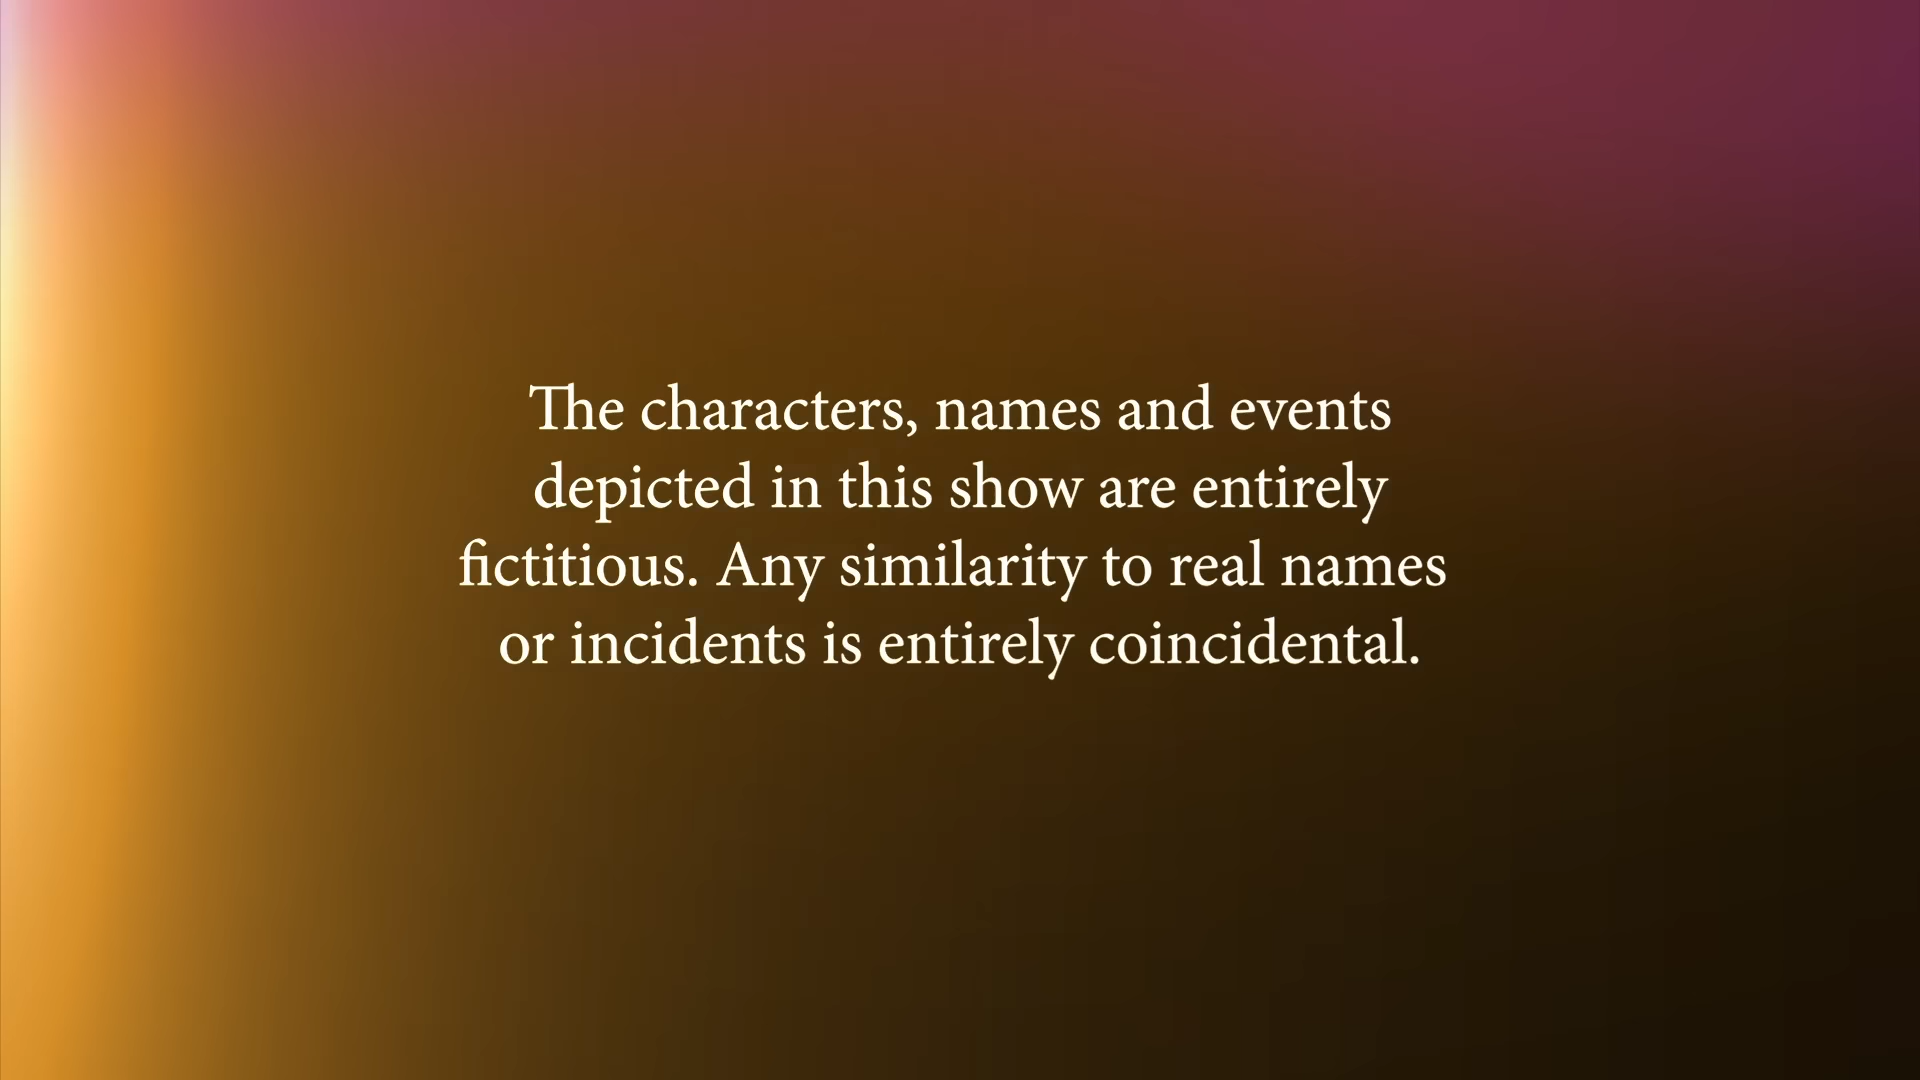 The characters, names and events
depicted in this show are entirely
fictitious. Any similarity to real names
or incidents is entirely coincidental.